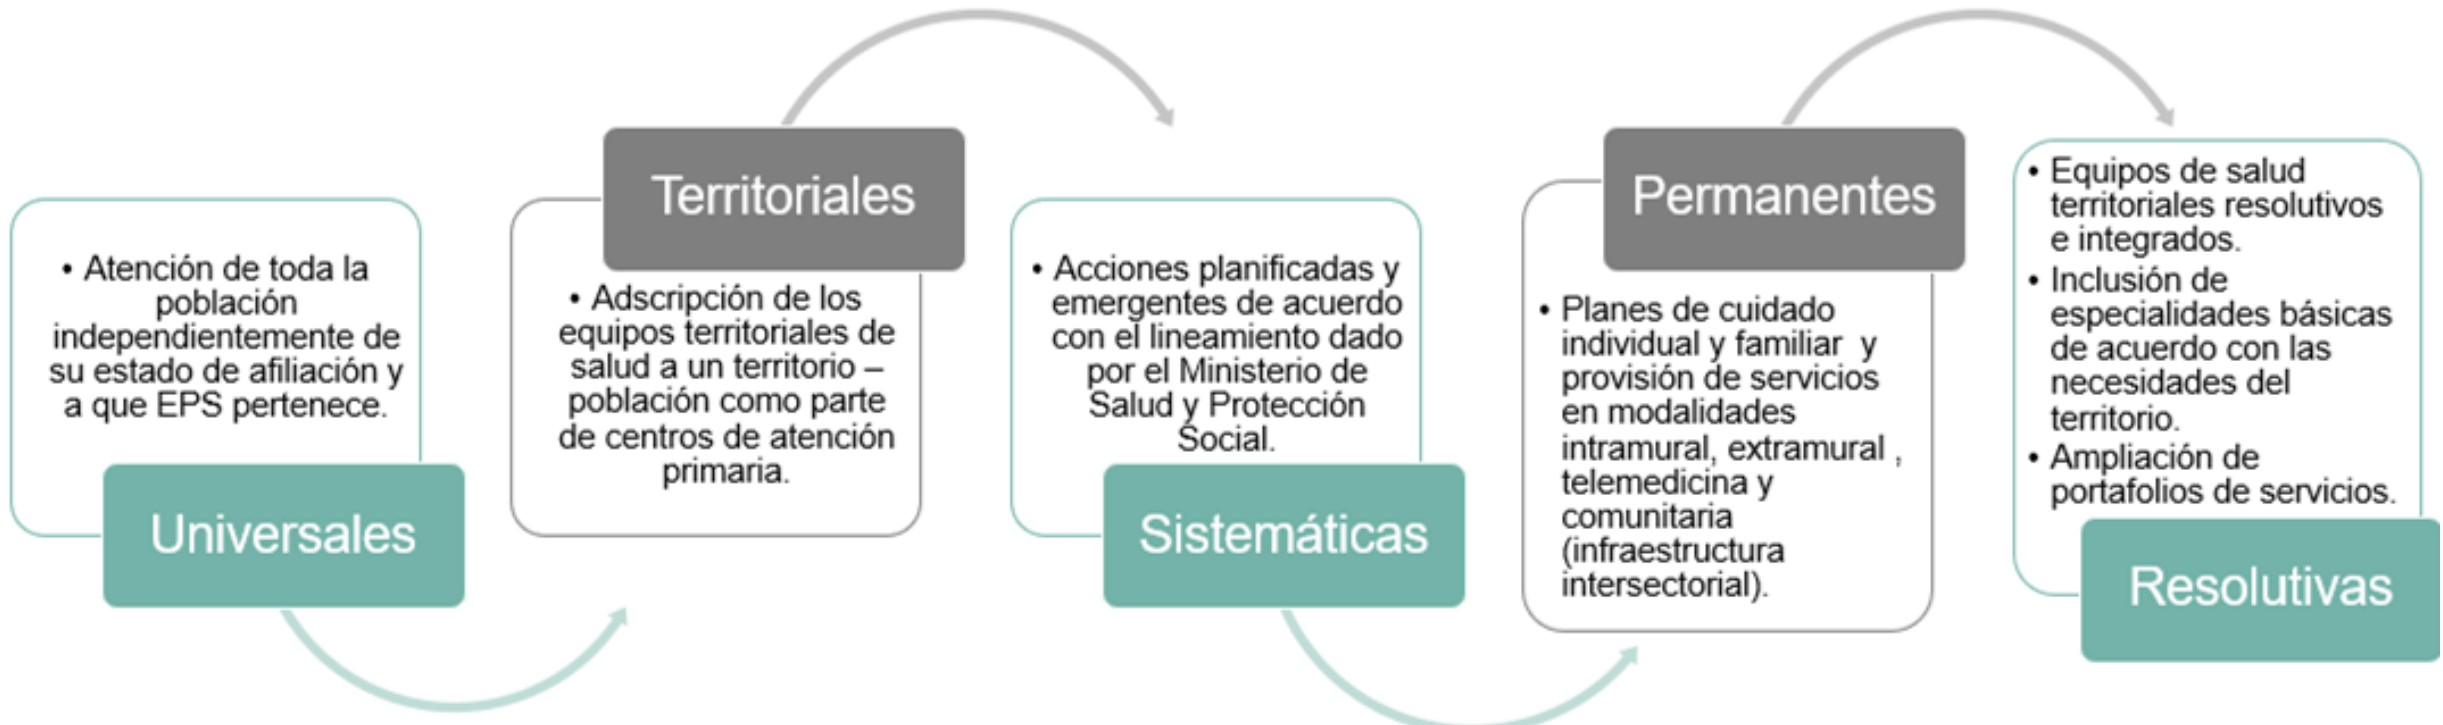 • Atención de toda la
población
independientemente de
su estado de afiliación y
a que EPS pertenece.
Universales
Territoriales
• Adscripción de los
equipos territoriales de
salud a un territorio –
población como parte
de centros de atención
primaria.
• Acciones planificadas y
emergentes de acuerdo
con el lineamiento dado
por el Ministerio de
Salud y Protección
Social.
Sistemáticas
Permanentes
• Planes de cuidado
individual y familiar y
provisión de servicios
en modalidades
intramural, extramural ,
telemedicina y
comunitaria
(infraestructura
intersectorial).
• Equipos de salud
territoriales resolutivos
e integrados.
• Inclusión de
especialidades básicas
de acuerdo con las
necesidades del
territorio.
• Ampliación de
portafolios de servicios.
Resolutivas